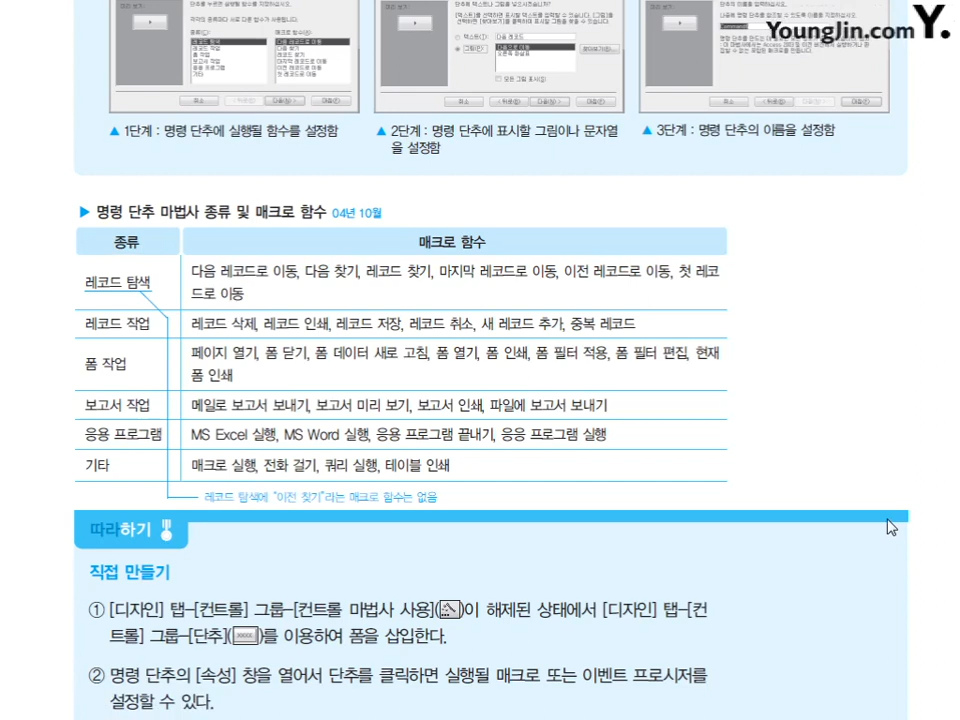 YoungJin.com Y.
▲ 1단계 : 명령 단추에 실행될 함수를 설정함
▲ 2단계 : 명령 단추에 표시할 그림이나 문자열
을 설정함
▲ 3단계 : 명령 단추의 이름을 설정함
▶ 명령 단추 마법사 종류 및 매크로 함수 04년 10월
종류 매크로 함수
레코드 탐색 다음 레코드로 이동, 다음 찾기, 레코드 찾기, 마지막 레코드로 이동, 이전 레코드로 이동, 첫 레코
드로 이동
레코드 작업 레코드 삭제, 레코드 인쇄, 레코드 저장, 레코드 취소, 새 레코드 추가, 중복 레코드
폼 작업 페이지 열기, 폼 닫기, 폼 데이터 새로 고침, 폼 열기, 폼 인쇄, 폼 필터 적용, 폼 필터 편집, 현재
폼 인쇄
보고서 작업 메일로 보고서 보내기, 보고서 미리 보기, 보고서 인쇄, 파일에 보고서 보내기
응용 프로그램 MS Excel 실행, MS Word 실행, 응용 프로그램 끝내기, 응응 프로그램 실행
기타 매크로 실행, 전화 걸기, 쿼리 실행, 테이블 인쇄
레코드 탐색에 "이전 찾기"라는 매크로 함수는 없음
따라하기
직접 만들기
① [디자인] 탭-[컨트롤] 그룹-[컨트롤 마법사 사용]( )이 해제된 상태에서 [디자인] 탭-[컨
트롤] 그룹-[단추]( )를 이용하여 폼을 삽입한다.
② 명령 단추의 [속성] 창을 열어서 단추를 클릭하면 실행될 매크로 또는 이벤트 프로시저를
설정할 수 있다.